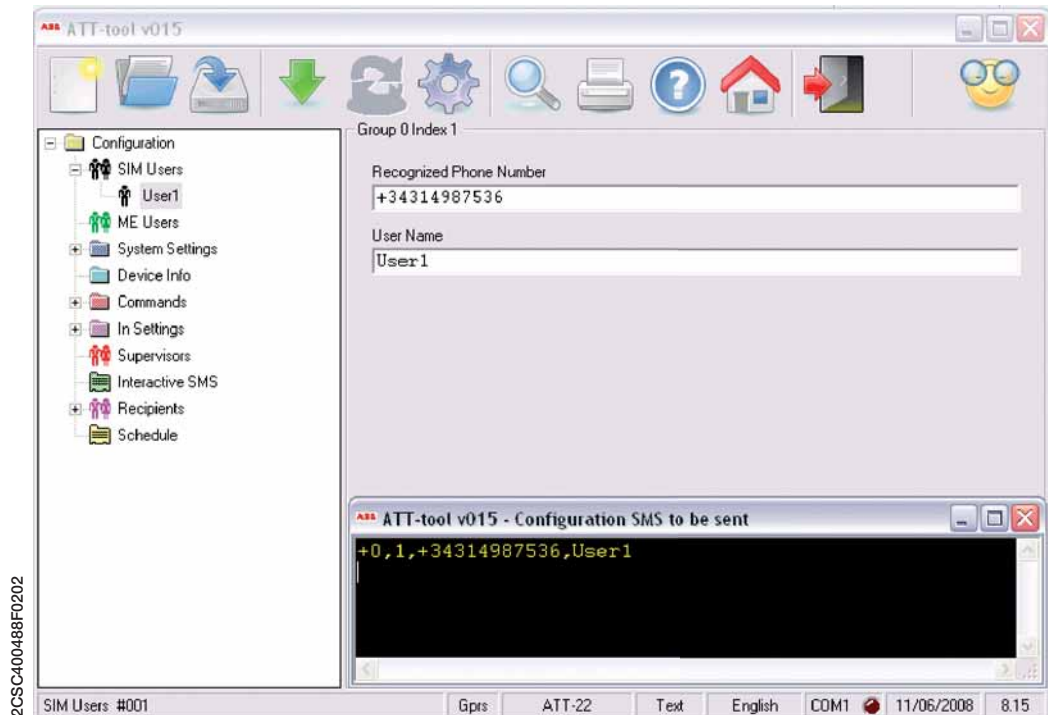 ABB ATT-tool v015
Configuration
SIM Users
User1
ME Users
System Settings
Device Info
Commands
In Settings
Supervisors
Interactive SMS
Recipients
Schedule
Group 0 Index 1
Recognized Phone Number
+34314987536
User Name
User1
ABB ATT-tool v015 - Configuration SMS to be sent
+0,1,+34314987536,User1
SIM Users #001
Gprs
ATT-22
Text
English
COM1
11/06/2008
8.15
2CSC400488F0202